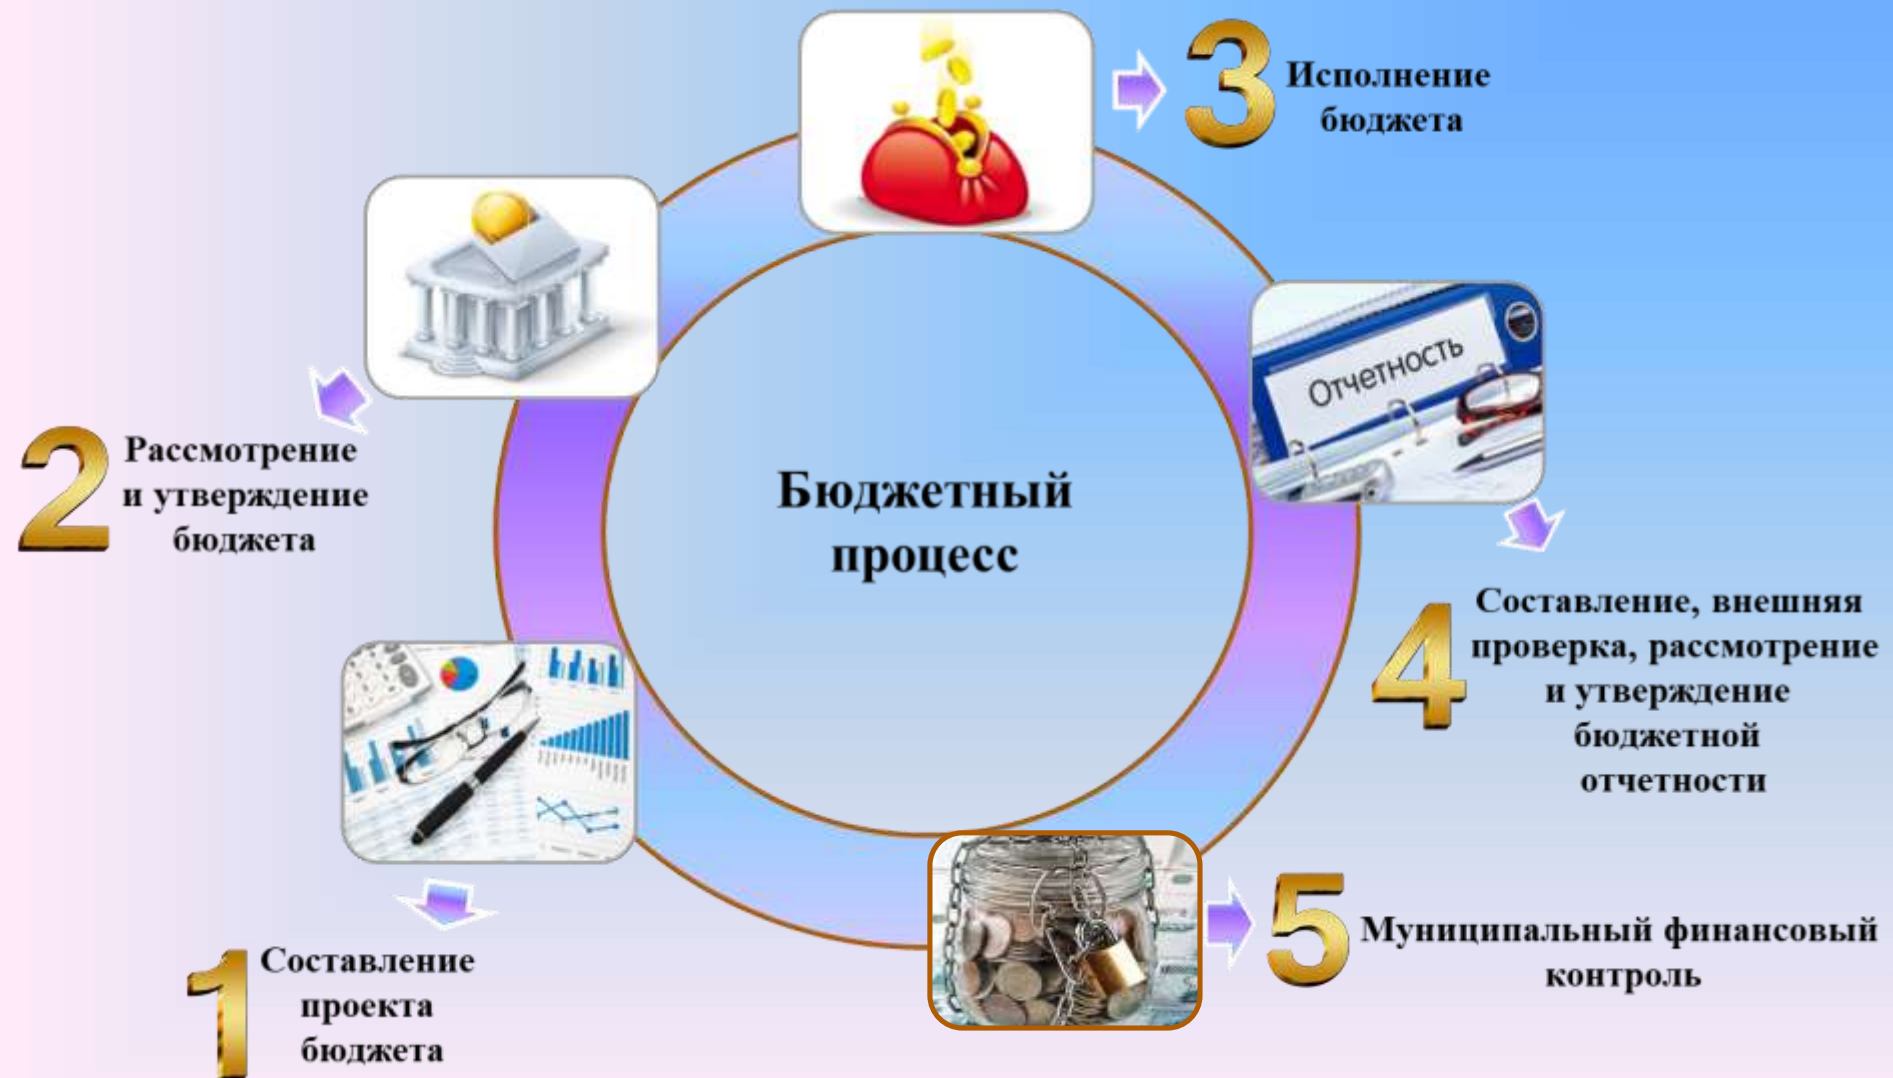 3
Исполнение
бюджета
Отчетность
2
Рассмотрение
и утверждение
бюджета
Бюджетный
процесс
4
Составление, внешняя
проверка, рассмотрение
и утверждение
бюджетной
отчетности
1
Составление
проекта
бюджета
5
Муниципальный финансовый
контроль